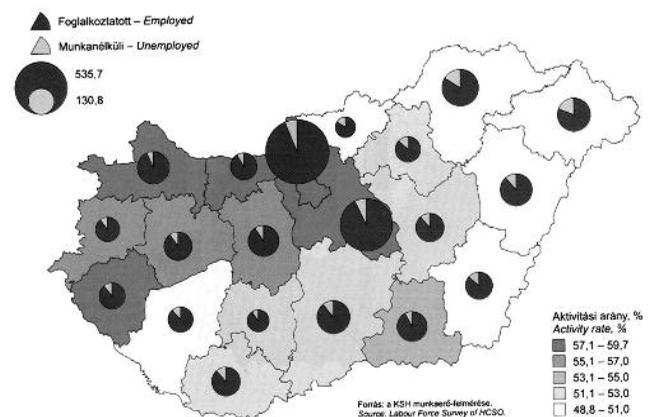 Foglalkoztatott – Employed
Munkanélküli – Unemployed
535,7
130,8
Aktivitási arány, %
Activity rate, %
57,1 – 59,7
55,1 – 57,0
53,1 – 55,0
51,1 – 53,0
48,8 – 51,0
Forrás: a KSH munkaerő-felmérése.
Source: Labour Force Survey of HCSO.